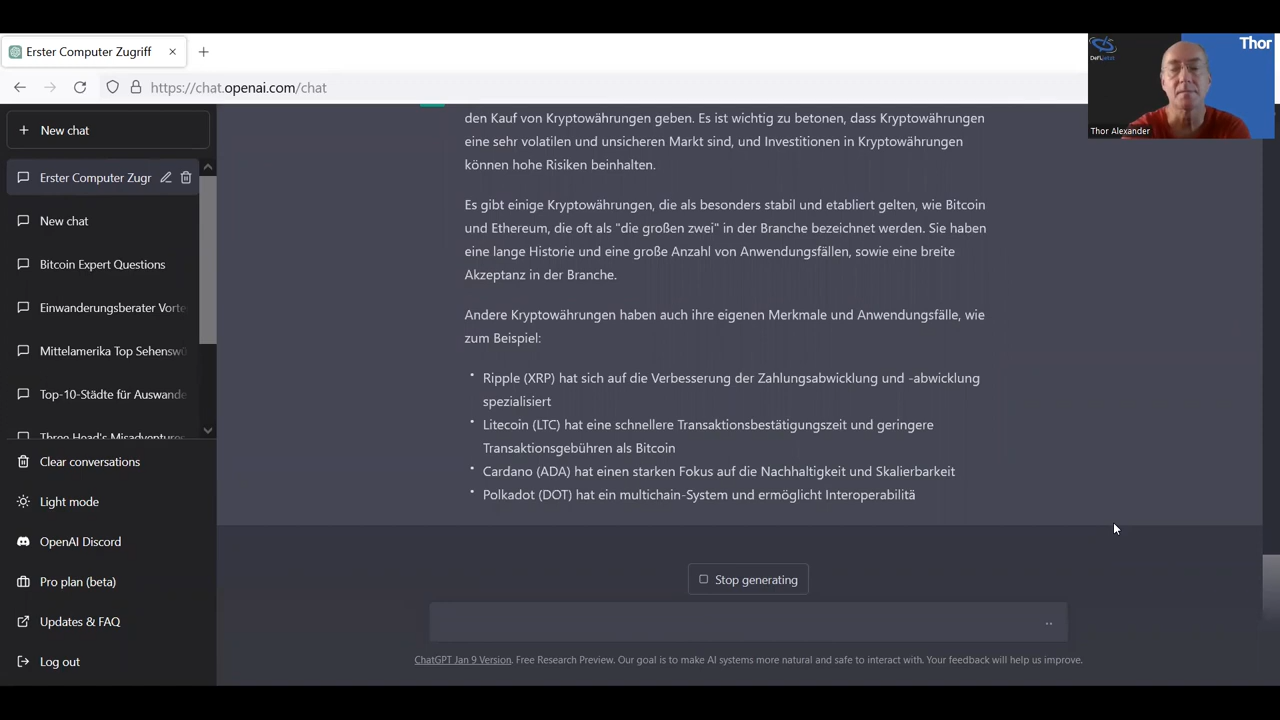 Erster Computer Zugriff
https://chat.openai.com/chat
Thor
DeFi
Thor Alexander
New chat
Erster Computer Zugr
New chat
Bitcoin Expert Questions
Einwanderungsberater Vorte
Mittelamerika Top Sehenswü
Top-10-Städte für Auswande
Three Head's Misadventures
Clear conversations
Light mode
OpenAI Discord
Pro plan (beta)
Updates & FAQ
Log out
den Kauf von Kryptowährungen geben. Es ist wichtig zu betonen, dass Kryptowährungen
eine sehr volatilen und unsicheren Markt sind, und Investitionen in Kryptowährungen
können hohe Risiken beinhalten.
Es gibt einige Kryptowährungen, die als besonders stabil und etabliert gelten, wie Bitcoin
und Ethereum, die oft als "die großen zwei" in der Branche bezeichnet werden. Sie haben
eine lange Historie und eine große Anzahl von Anwendungsfällen, sowie eine breite
Akzeptanz in der Branche.
Andere Kryptowährungen haben auch ihre eigenen Merkmale und Anwendungsfälle, wie
zum Beispiel:
• Ripple (XRP) hat sich auf die Verbesserung der Zahlungsabwicklung und -abwicklung
spezialisiert
• Litecoin (LTC) hat eine schnellere Transaktionsbestätigungszeit und geringere
Transaktionsgebühren als Bitcoin
• Cardano (ADA) hat einen starken Fokus auf die Nachhaltigkeit und Skalierbarkeit
• Polkadot (DOT) hat ein multichain-System und ermöglicht Interoperabilitä
Stop generating
ChatGPT Jan 9 Version. Free Research Preview. Our goal is to make AI systems more natural and safe to interact with. Your feedback will help us improve.